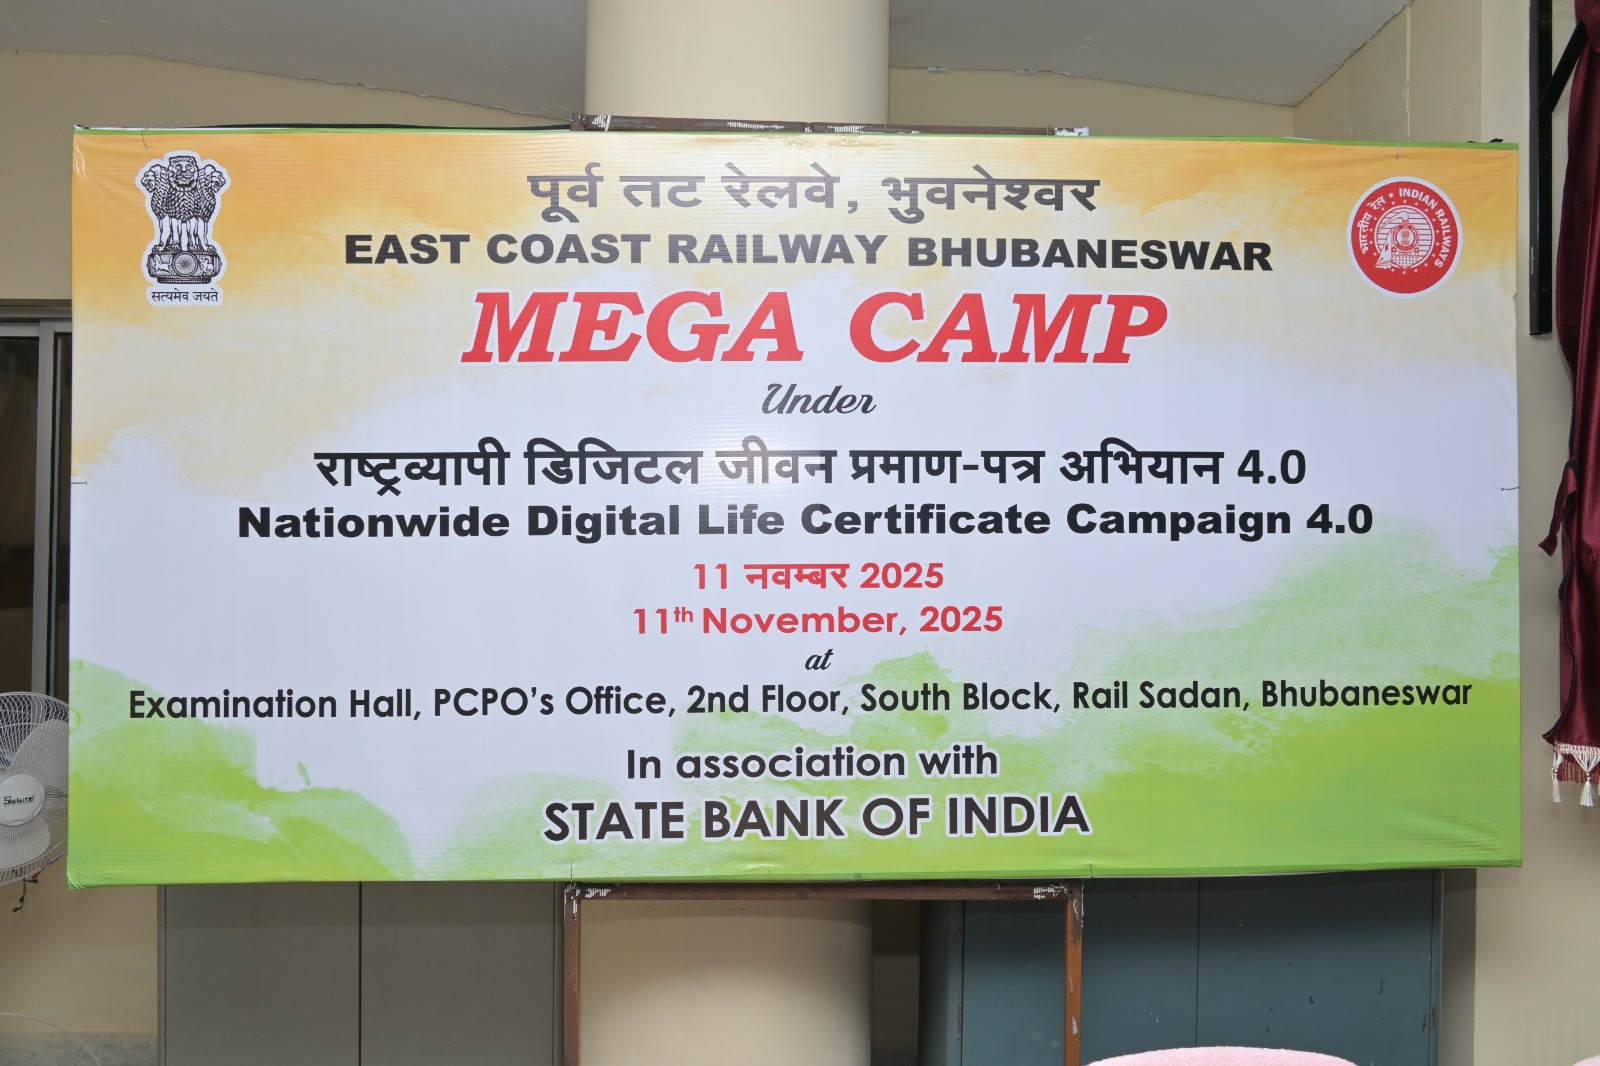 पूर्व तट रेलवे, भुवनेश्वर
EAST COAST RAILWAY BHUBANESWAR
सत्यमेव जयते
भारतीय रेल • INDIAN RAILWAYS
MEGA CAMP
Under
राष्ट्रव्यापी डिजिटल जीवन प्रमाण-पत्र अभियान 4.0
Nationwide Digital Life Certificate Campaign 4.0
11 नवम्बर 2025
11th November, 2025
at
Examination Hall, PCPO's Office, 2nd Floor, South Block, Rail Sadan, Bhubaneswar
In association with
STATE BANK OF INDIA